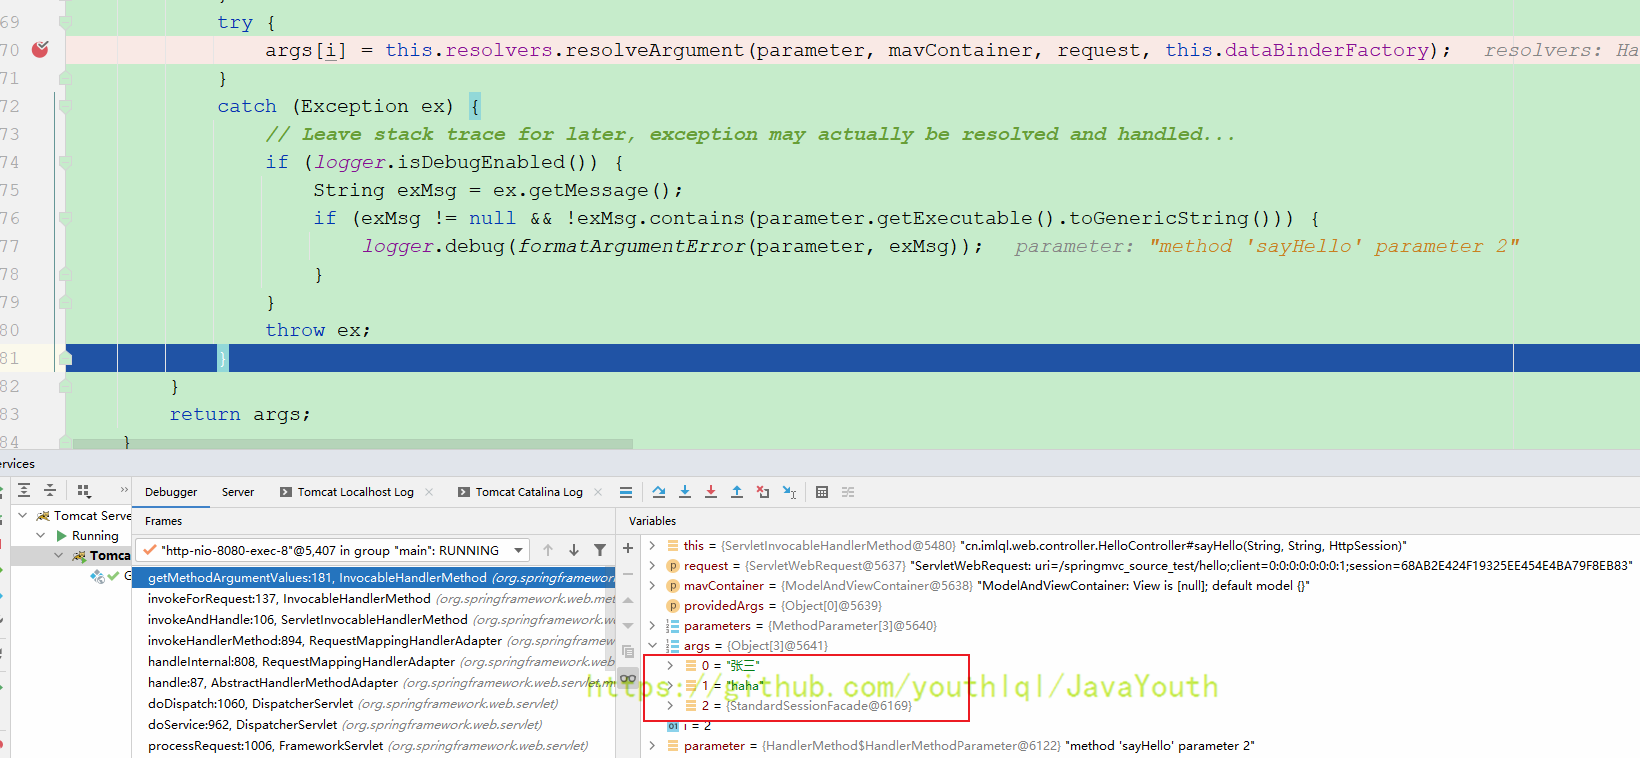 69 try {
70 args[i] = this.resolvers.resolveArgument(parameter, mavContainer, request, this.dataBinderFactory); resolvers: Ha
71 }
72 catch (Exception ex) {
73 // Leave stack trace for later, exception may actually be resolved and handled...
74 if (logger.isDebugEnabled()) {
75 String exMsg = ex.getMessage();
76 if (exMsg != null && !exMsg.contains(parameter.getExecutable().toGenericString())) {
77 logger.debug(formatArgumentError(parameter, exMsg)); parameter: "method 'sayHello' parameter 2"
78 }
79 }
80 throw ex;
81 }
82 }
83 return args;
84 }
ervices
Debugger Server Tomcat Localhost Log Tomcat Catalina Log
Tomcat Serve
Running
Tomca
Frames
"http-nio-8080-exec-8"@5,407 in group "main": RUNNING
getMethodArgumentValues:181, InvocableHandlerMethod (org.springframewor
invokeForRequest:137, InvocableHandlerMethod (org.springframework.web.met
invokeAndHandle:106, ServletInvocableHandlerMethod (org.springframework.w
invokeHandlerMethod:894, RequestMappingHandlerAdapter (org.springframewo
handleInternal:808, RequestMappingHandlerAdapter (org.springframework.web
handle:87, AbstractHandlerMethodAdapter (org.springframework.web.servlet.m
doDispatch:1060, DispatcherServlet (org.springframework.web.servlet)
doService:962, DispatcherServlet (org.springframework.web.servlet)
processRequest:1006, FrameworkServlet (org.springframework.web.servlet)
Variables
this = {ServletInvocableHandlerMethod@5480} "cn.imlql.web.controller.HelloController#sayHello(String, String, HttpSession)"
request = {ServletWebRequest@5637} "ServletWebRequest: uri=/springmvc_source_test/hello;client=0:0:0:0:0:0:0:1;session=68AB2E424F19325EE454E4BA79F8EB83"
mavContainer = {ModelAndViewContainer@5638} "ModelAndViewContainer: View is [null]; default model {}"
providedArgs = {Object[0]@5639}
parameters = {MethodParameter[3]@5640}
args = {Object[3]@5641}
0 = "张三"
1 = "haha"
2 = {StandardSessionFacade@6169}
i = 2
parameter = {HandlerMethod$HandlerMethodParameter@6122} "method 'sayHello' parameter 2"
https://github.com/youthlql/JavaYouth